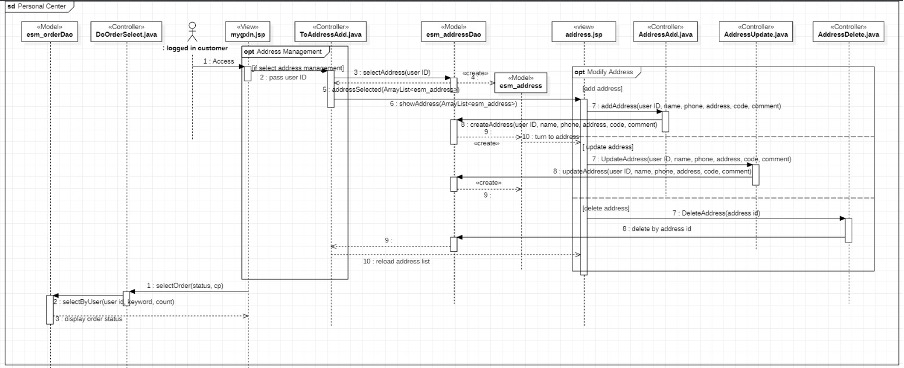 sd Personal Center
«Model»
esm_orderDao
«Controller»
DoOrderSelect.java
: logged in customer
«View»
mygxin.jsp
«Controller»
ToAddressAdd.java
«Model»
esm_addressDao
«view»
address.jsp
«Controller»
AddressAdd.java
«Controller»
AddressUpdate.java
«Controller»
AddressDelete.java
opt Address Management
[if select address management]
1 : Access
2 : pass user ID
3 : selectAddress(user ID)
«create»
4 :
«Model»
esm_address
5 : addressSelected(ArrayList<esm_address>)
6 : showAddress(ArrayList<esm_address>)
opt Modify Address
[add address]
7 : addAddress(user ID, name, phone, address, code, comment)
8 : createAddress(user ID, name, phone, address, code, comment)
9 :
«create»
10 : turn to address
[ update address]
7 : UpdateAddress(user ID, name, phone, address, code, comment)
8 : updateAddress(user ID, name, phone, address, code, comment)
«create»
9 :
[delete address]
7 : DeleteAddress(address id)
8 : delete by address id
9 :
10 : reload address list
1 : selectOrder(status, cp)
2 : selectByUser(user id, keyword, count)
3 : display order status